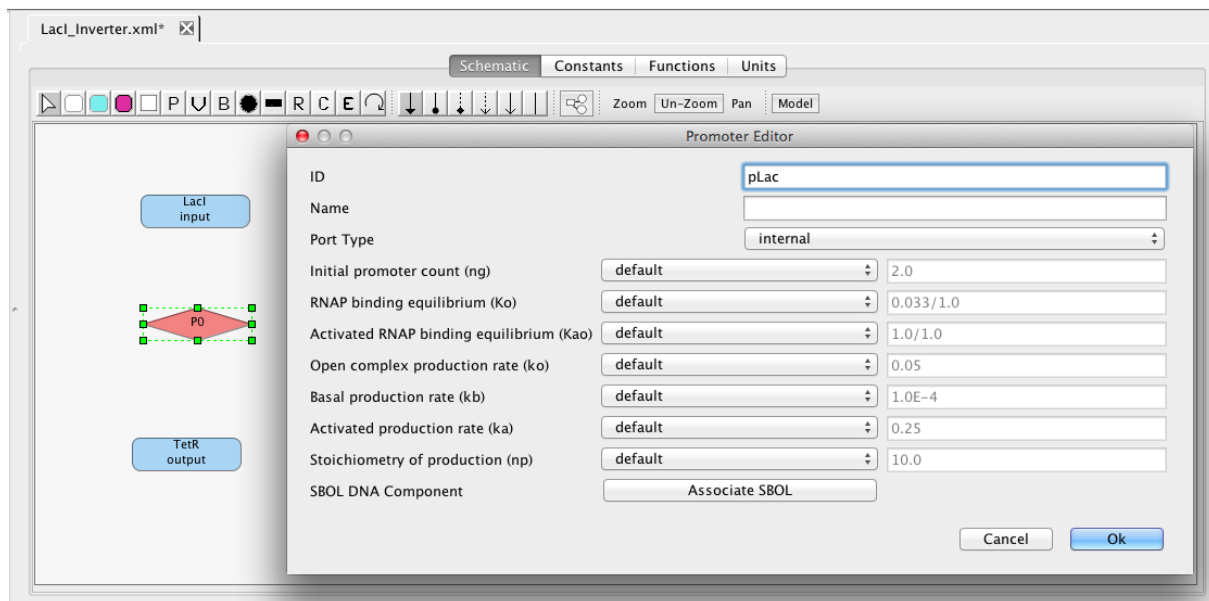 LacI_Inverter.xml*
Schematic Constants Functions Units
P V B R C E Zoom Un-Zoom Pan Model
Promoter Editor
LacI
input
P0
TetR
output
ID pLac
Name
Port Type internal
Initial promoter count (ng) default 2.0
RNAP binding equilibrium (Ko) default 0.033/1.0
Activated RNAP binding equilibrium (Kao) default 1.0/1.0
Open complex production rate (ko) default 0.05
Basal production rate (kb) default 1.0E-4
Activated production rate (ka) default 0.25
Stoichiometry of production (np) default 10.0
SBOL DNA Component Associate SBOL
Cancel Ok